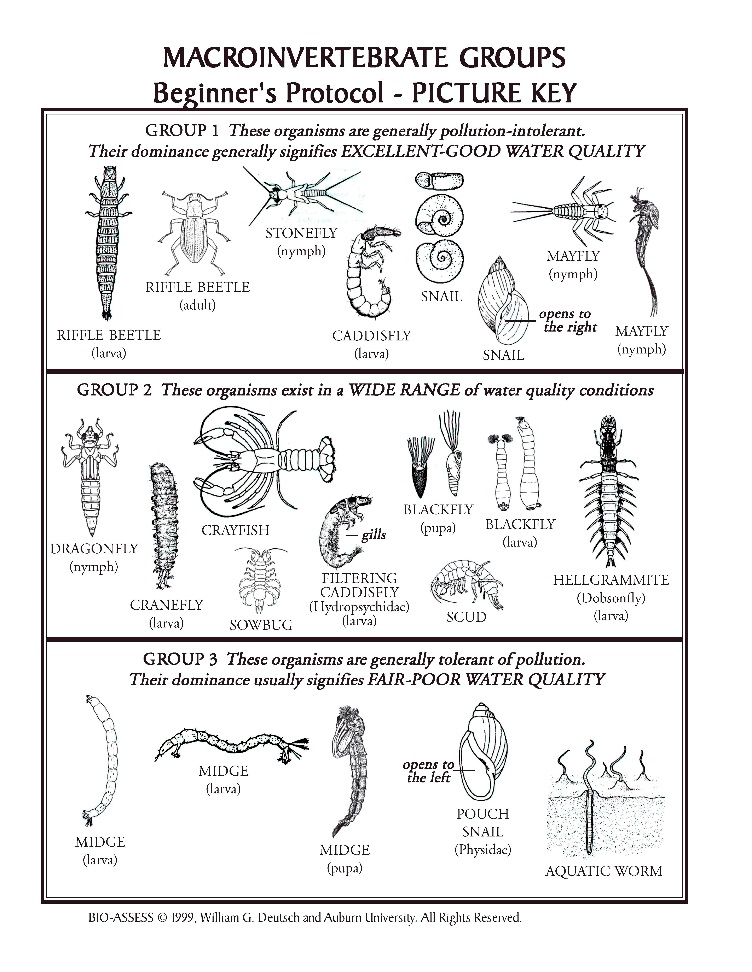 MACROINVERTEBRATE GROUPS
Beginner's Protocol - PICTURE KEY
GROUP 1 These organisms are generally pollution-intolerant.
Their dominance generally signifies EXCELLENT-GOOD WATER QUALITY
RIFFLE BEETLE
(larva)
RIFFLE BEETLE
(adult)
STONEFLY
(nymph)
CADDISFLY
(larva)
SNAIL
SNAIL
opens to
the right
MAYFLY
(nymph)
MAYFLY
(nymph)
GROUP 2 These organisms exist in a WIDE RANGE of water quality conditions
DRAGONFLY
(nymph)
CRANEFLY
(larva)
CRAYFISH
SOWBUG
gills
FILTERING
CADDISFLY
(Hydropsychidae)
(larva)
BLACKFLY
(pupa)
BLACKFLY
(larva)
SCUD
HELLGRAMMITE
(Dobsonfly)
(larva)
GROUP 3 These organisms are generally tolerant of pollution.
Their dominance usually signifies FAIR-POOR WATER QUALITY
MIDGE
(larva)
MIDGE
(larva)
MIDGE
(pupa)
opens to
the left
POUCH
SNAIL
(Physidae)
AQUATIC WORM
BIO-ASSESS © 1999, William G. Deutsch and Auburn University. All Rights Reserved.